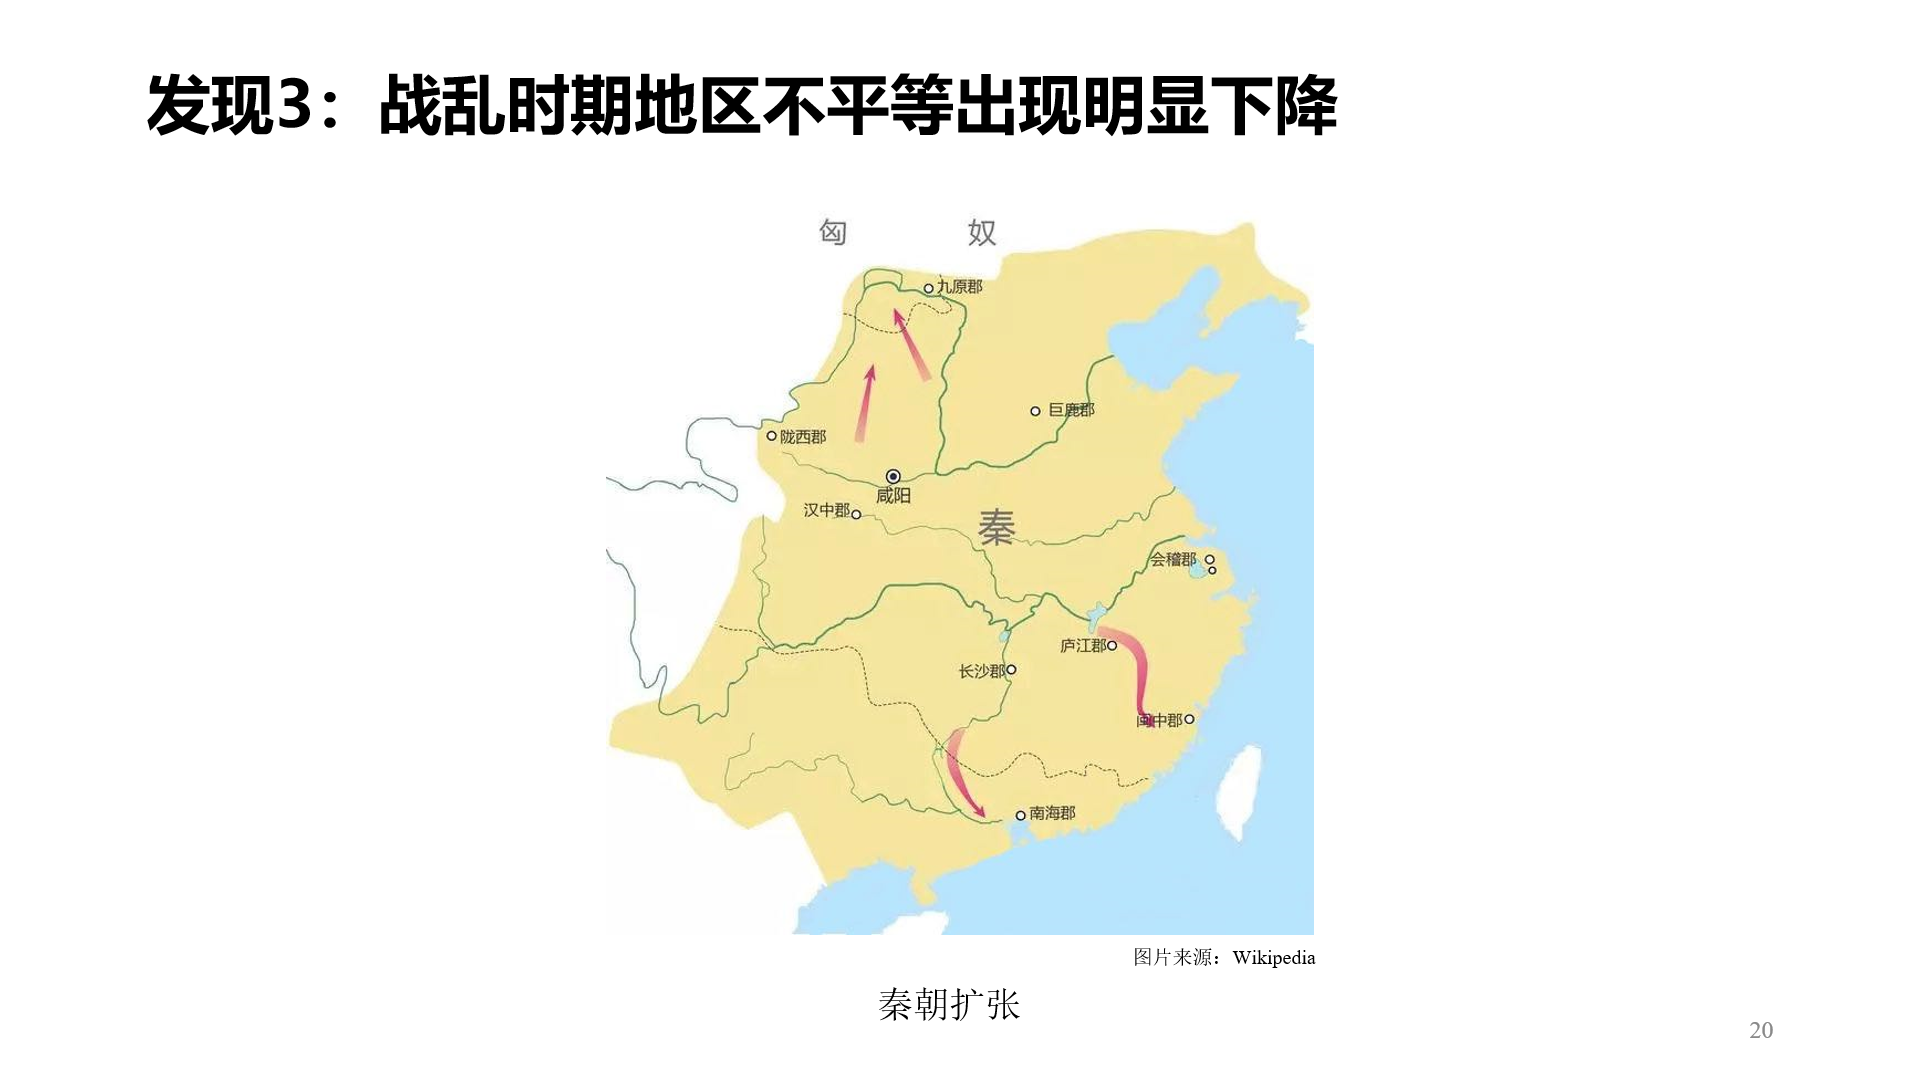 发现3：战乱时期地区不平等出现明显下降
匈 奴
九原郡
巨鹿郡
陇西郡
咸阳
汉中郡
秦
会稽郡
庐江郡
长沙郡
闽中郡
南海郡
图片来源：Wikipedia
秦朝扩张
20